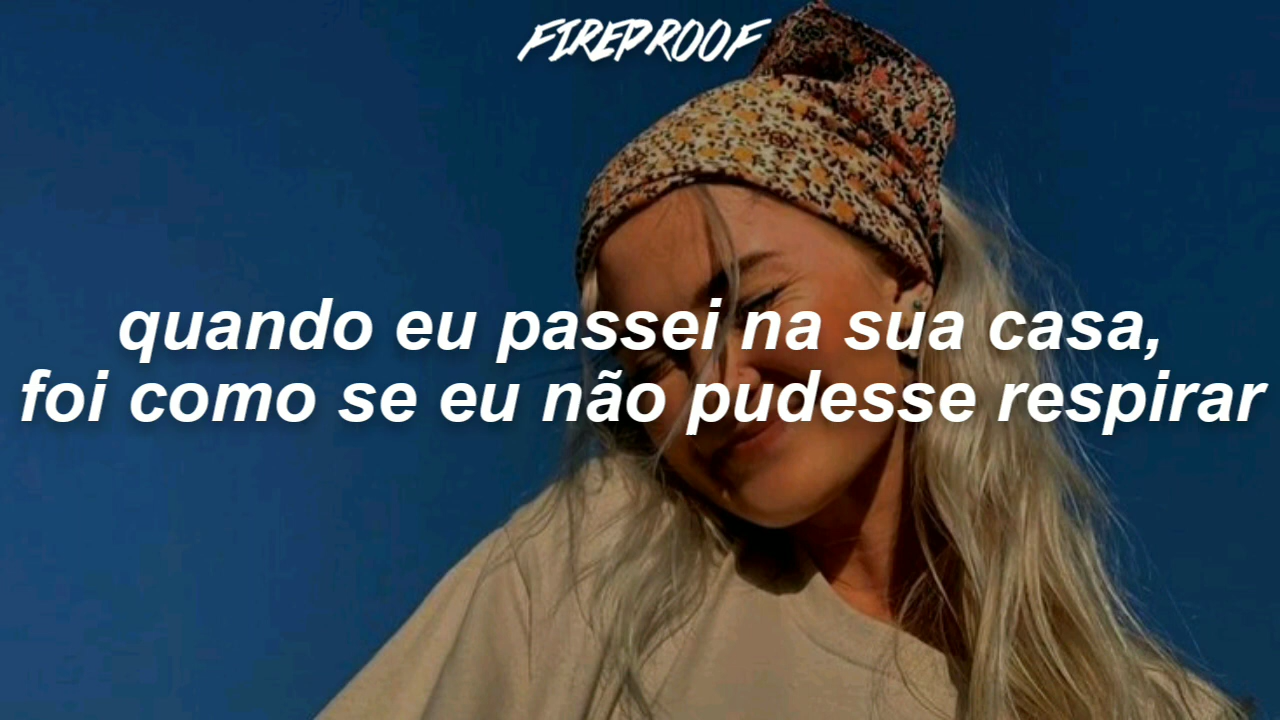 FIREPROOF
quando eu passei na sua casa,
foi como se eu não pudesse respirar